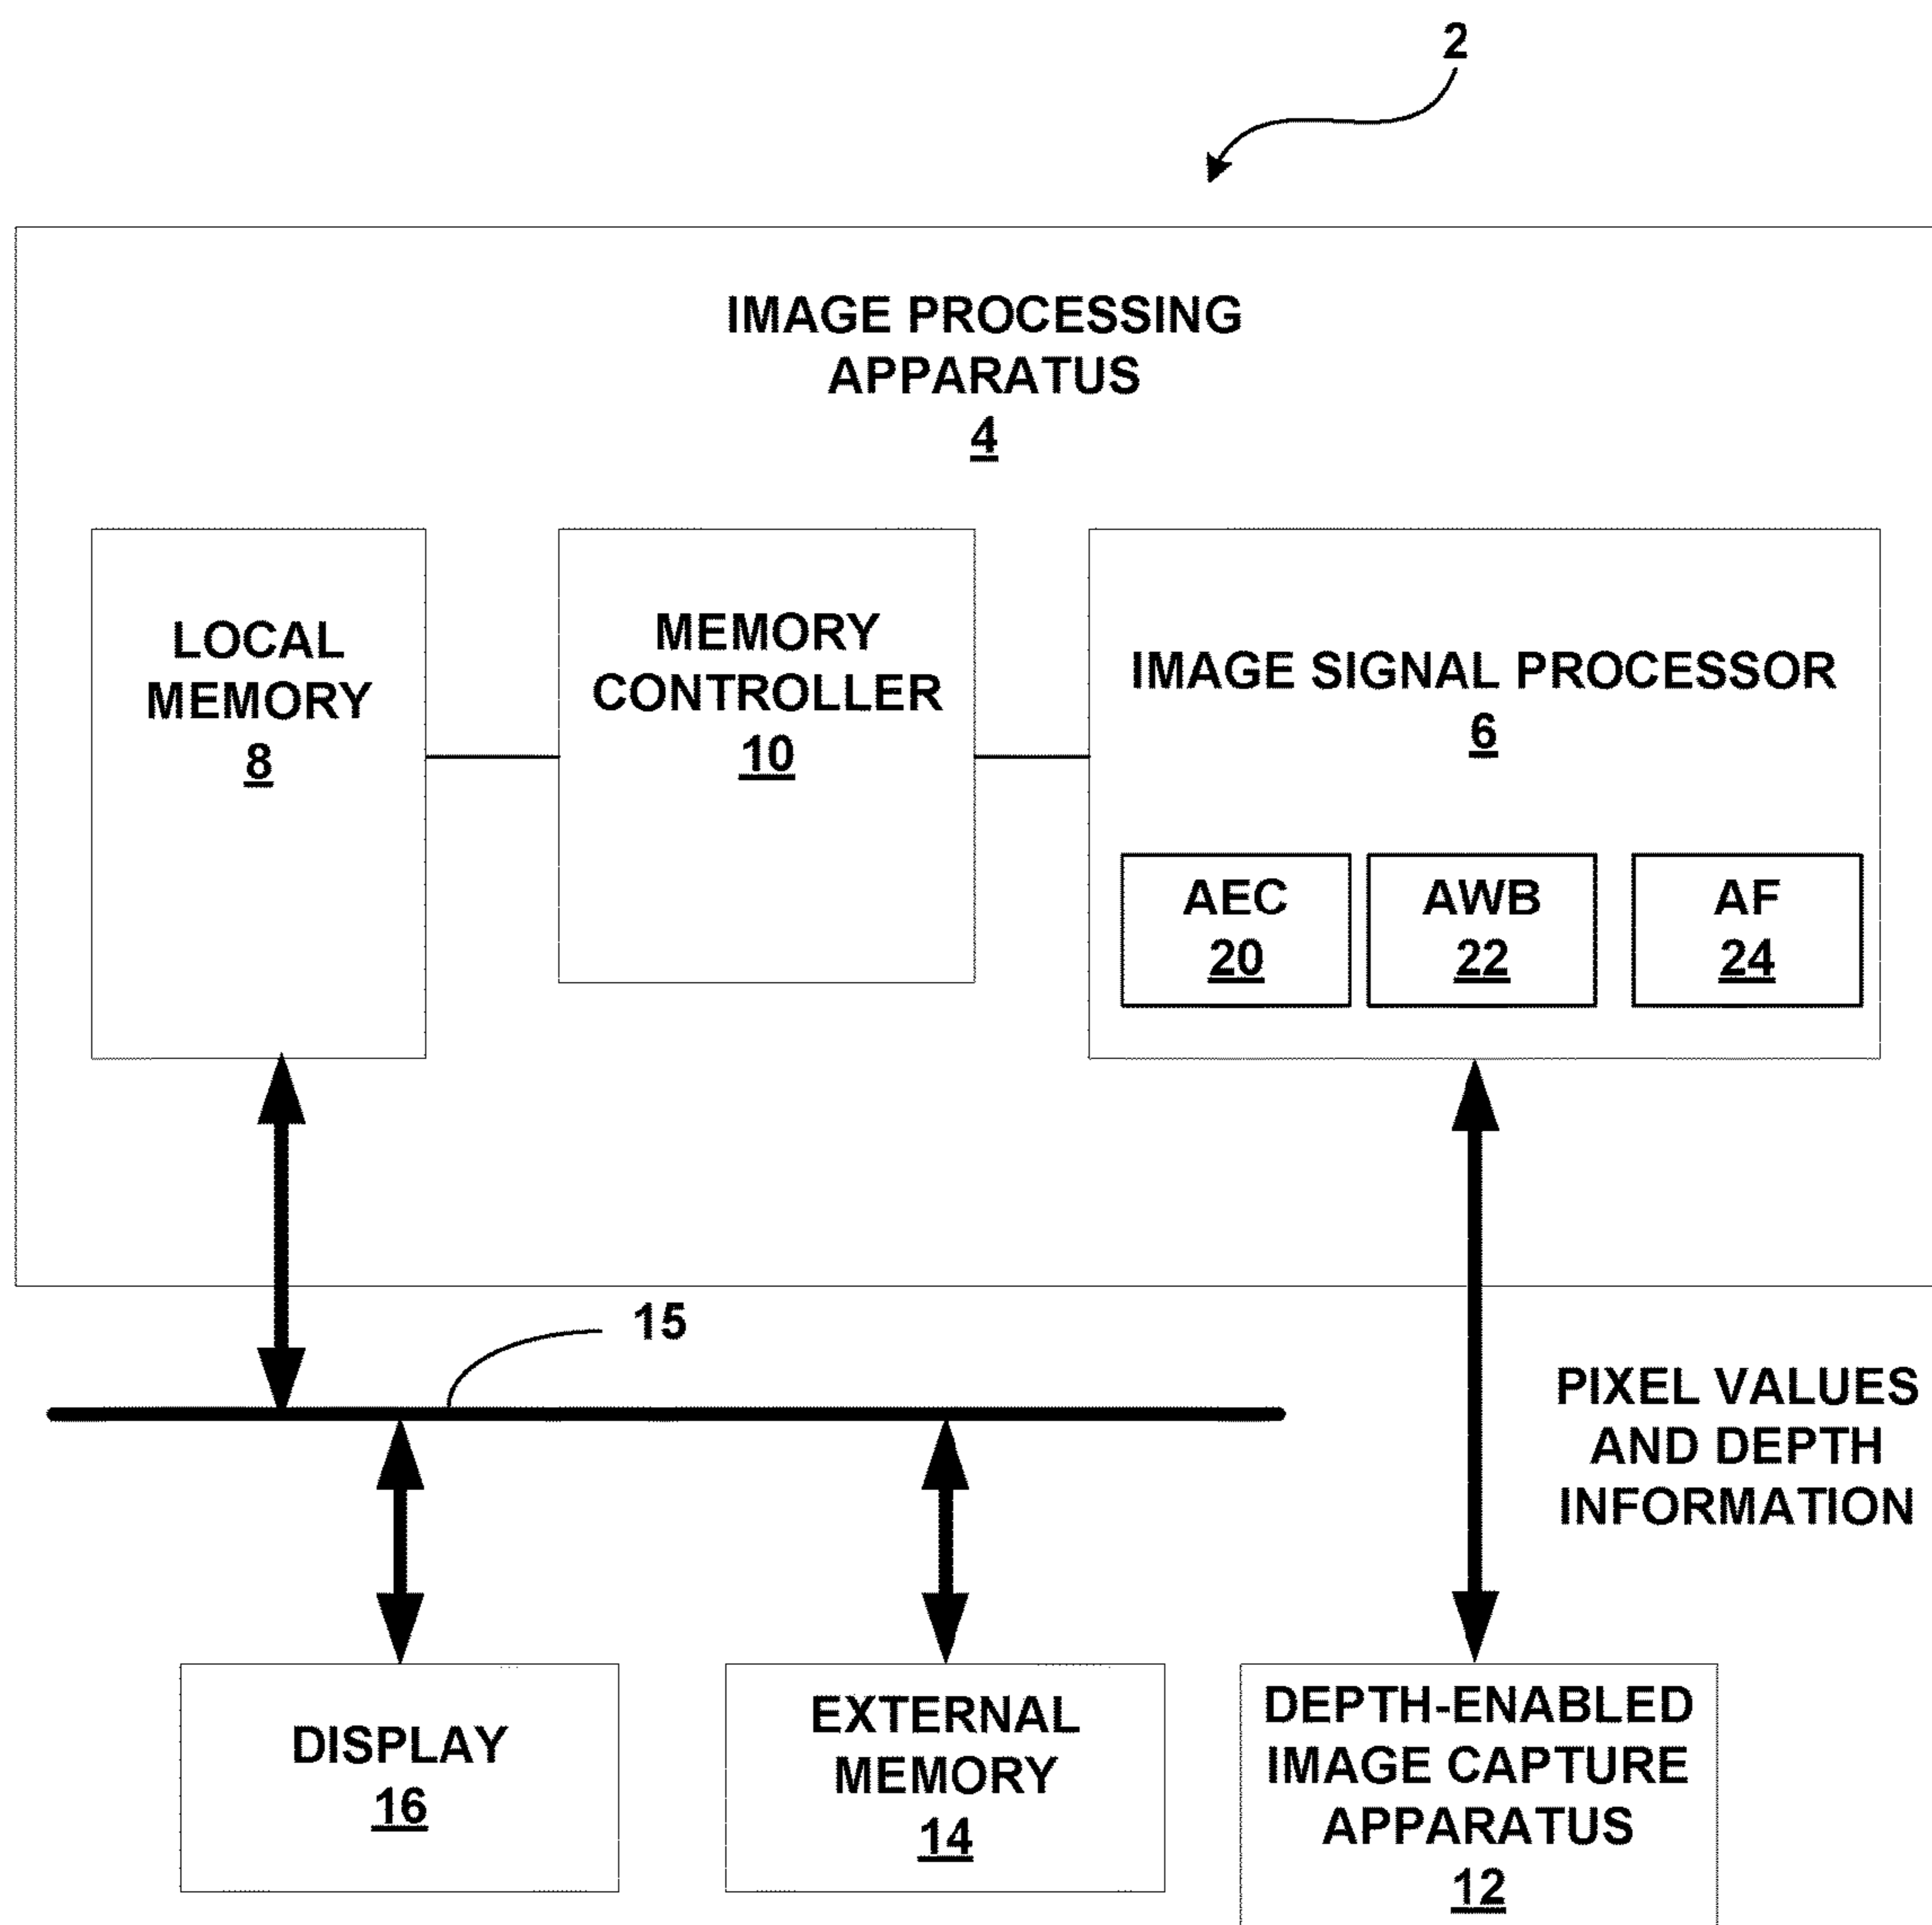 2
IMAGE PROCESSING
APPARATUS
4
LOCAL
MEMORY
8
MEMORY
CONTROLLER
10
IMAGE SIGNAL PROCESSOR
6
AEC
20
AWB
22
AF
24
15
PIXEL VALUES
AND DEPTH
INFORMATION
DISPLAY
16
EXTERNAL
MEMORY
14
DEPTH-ENABLED
IMAGE CAPTURE
APPARATUS
12